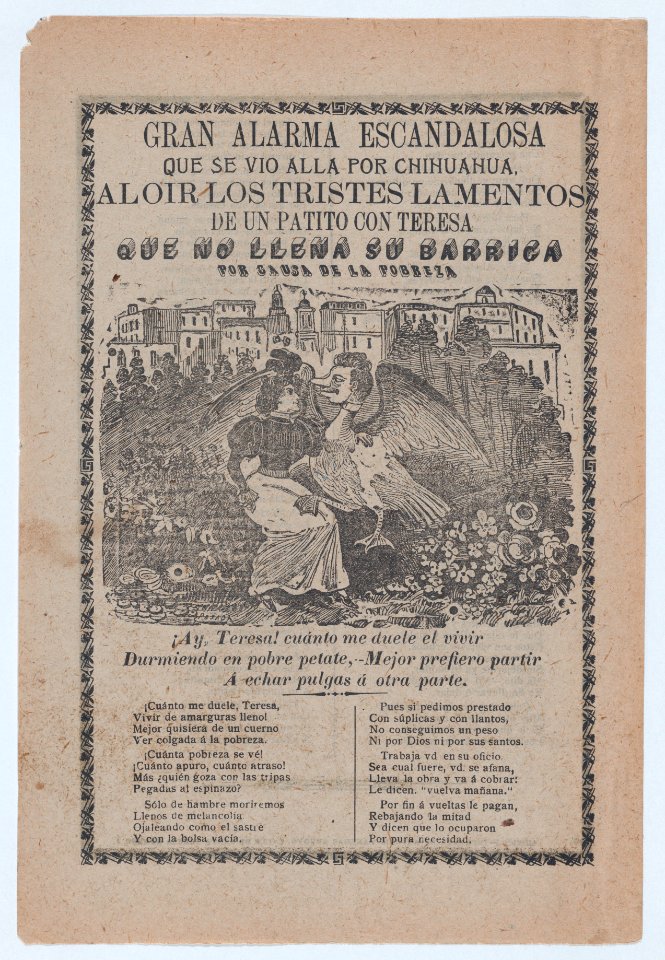 GRAN ALARMA ESCANDALOSA
QUE SE VIO ALLA POR CHIHUAHUA,
AL OIR LOS TRISTES LAMENTOS
DE UN PATITO CON TERESA
QUE NO LLENA SU BARRIGA
POR CAUSA DE LA POBREZA
¡Ay, Teresa! cuánto me duele el vivir
Durmiendo en pobre petate,--Mejor prefiero partir
Á echar pulgas á otra parte.
¡Cuánto me duele, Teresa,
Vivir de amarguras lleno!
Mejor quisiera de un cuerno
Ver colgada á la pobreza.
¡Cuánta pobreza se vé!
¡Cuánto apuro, cuánto atraso!
Más ¿quién goza con las tripas
Pegadas al espinazo?
Sólo de hambre moriremos
Llenos de melancolía
Ojaleando como el sastre
Y con la bolsa vacía.
Pues si pedimos prestado
Con súplicas y con llantos,
No conseguimos un peso
Ni por Dios ni por sus santos.
Trabaja vd en su oficio
Sea cual fuere, vd. se afana,
Lleva la obra y va á cobrar:
Le dicen. "vuelva mañana."
Por fin á vueltas le pagan,
Rebajando la mitad
Y dicen que lo ocuparon
Por pura necesidad.